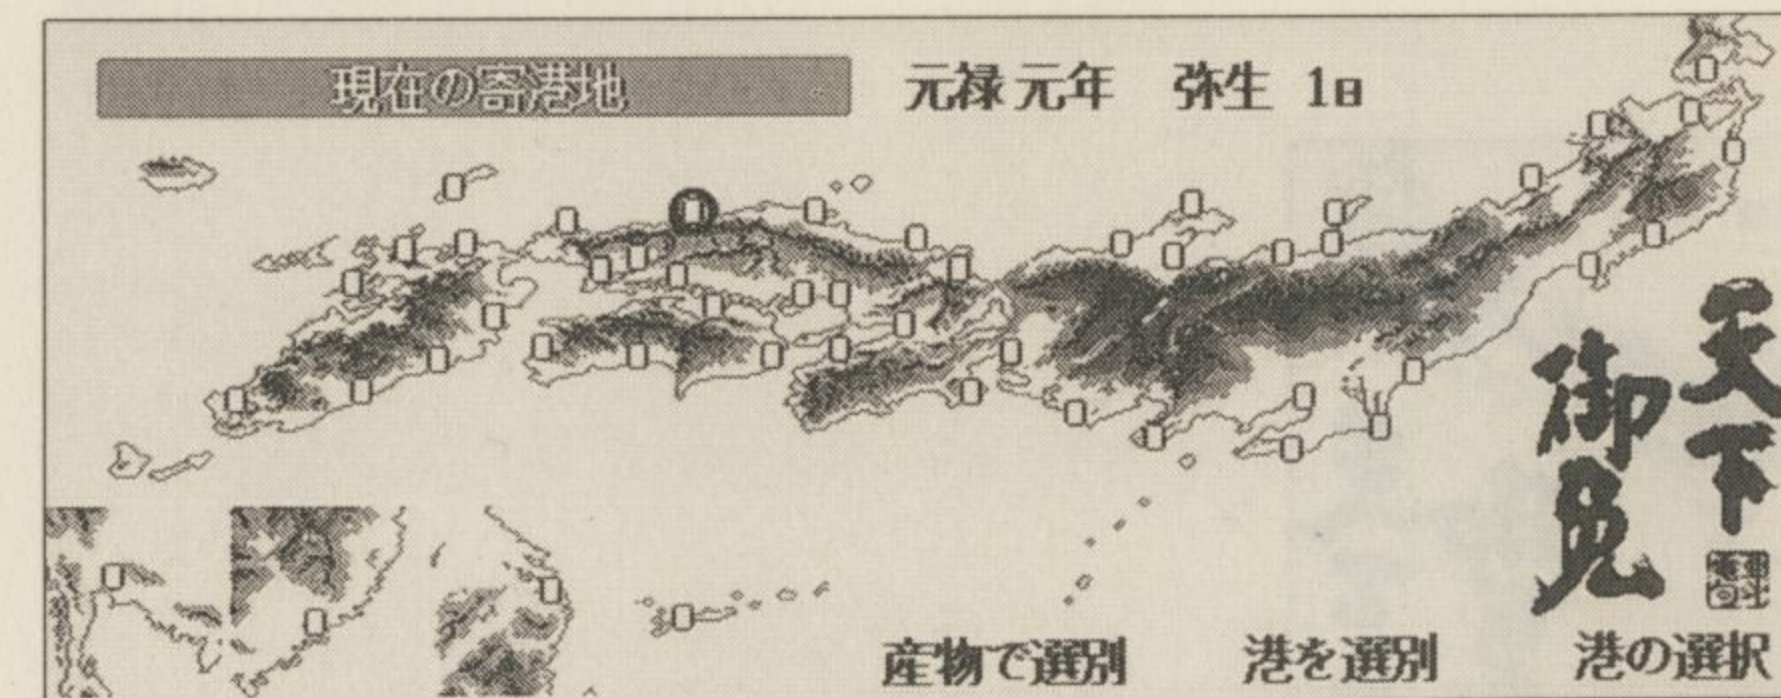 現在の寄港地
元禄元年 弥生 1日
天下
御免
産物で選別 港を選別 港の選択